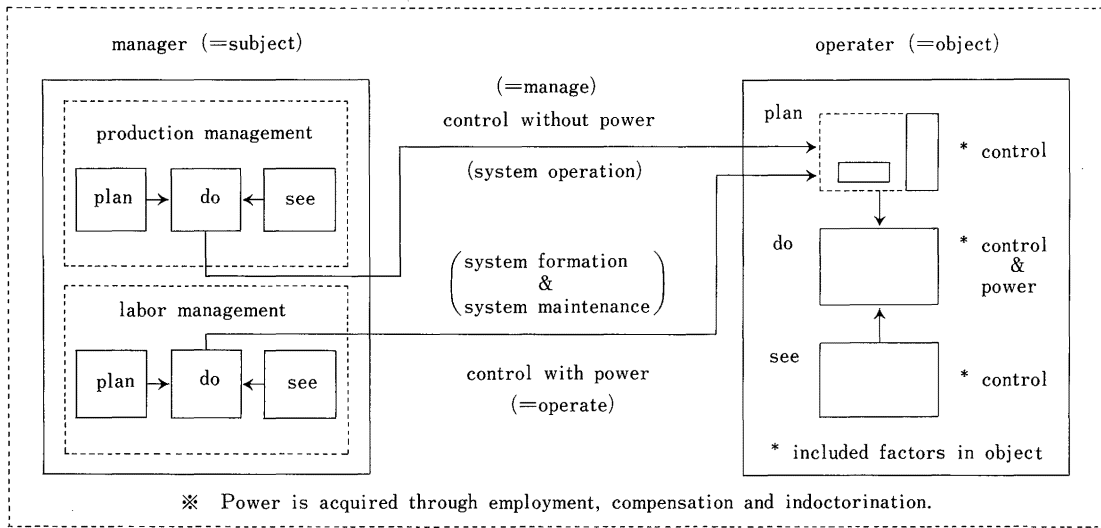 manager (=subject)
operater (=object)
(=manage)
control without power
(system operation)
production management
plan
do
see
system formation
&
system maintenance
labor management
plan
do
see
control with power
(=operate)
plan
* control
do
* control
&
power
see
* control
* included factors in object
※ Power is acquired through employment, compensation and indoctorination.